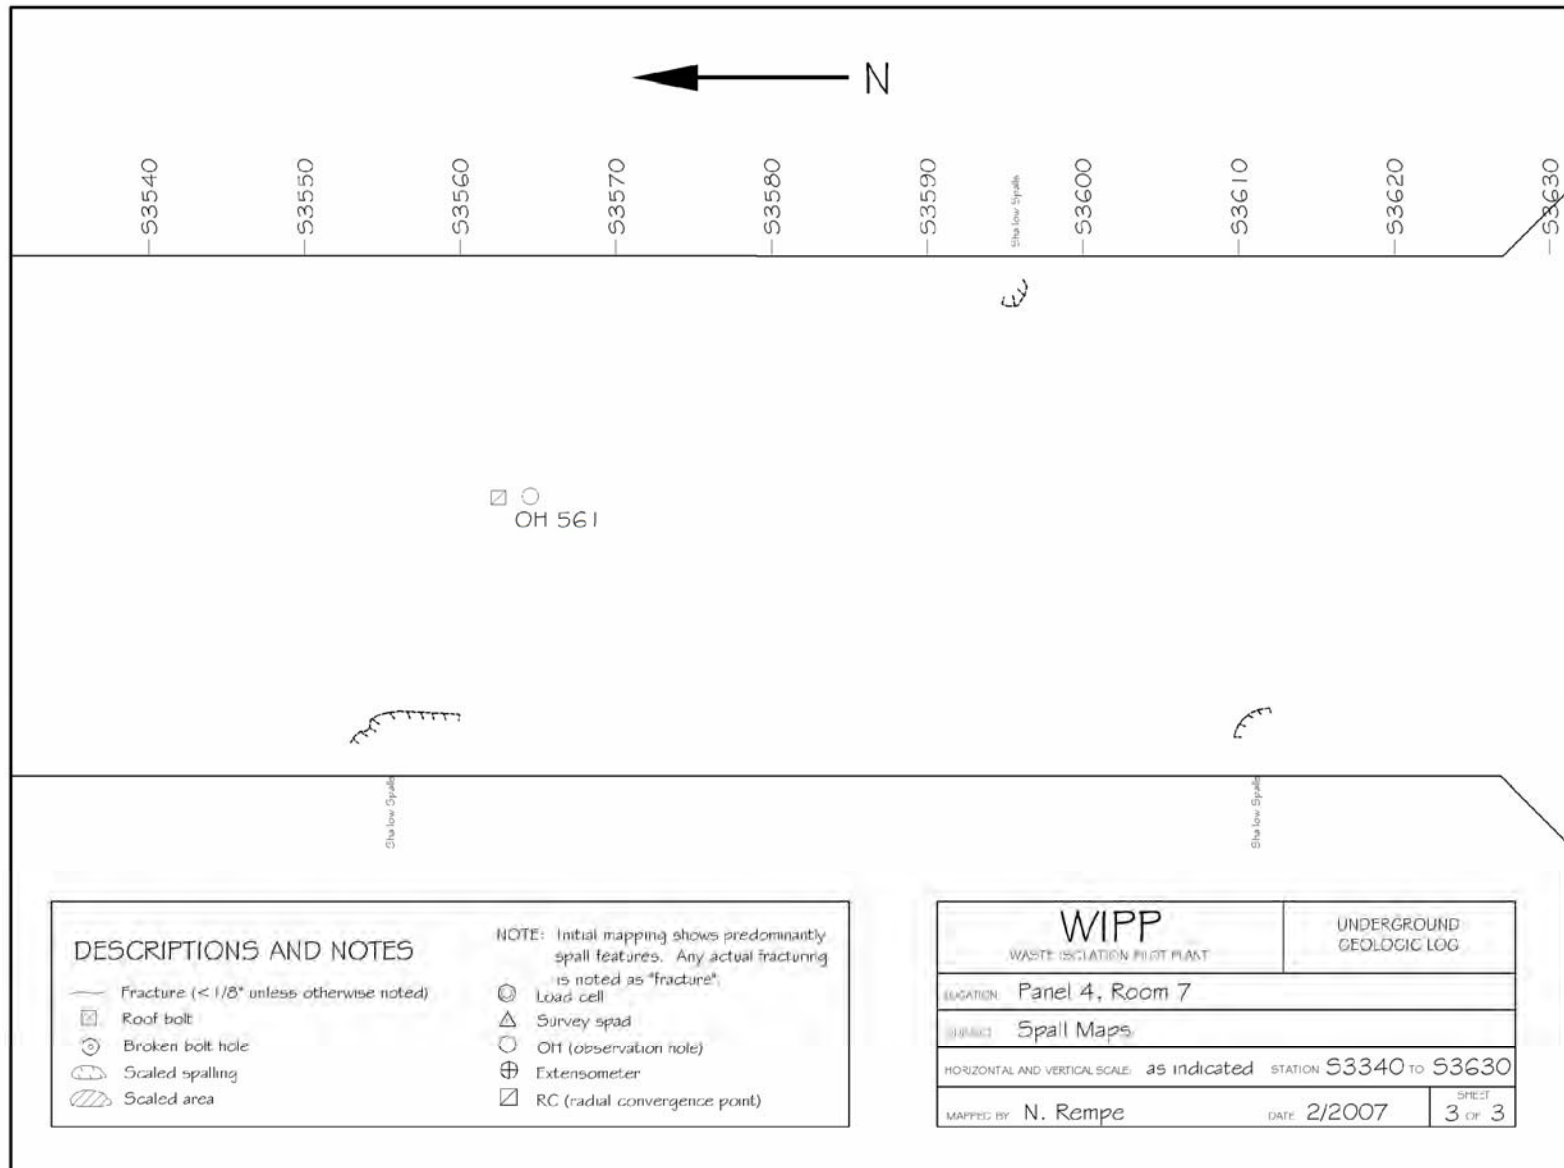 N
S3540
S3550
S3560
S3570
S3580
S3590
Shallow Spalls
S3600
S3610
S3620
S3630
OH 561
Shallow Spalls
Shallow Spalls
DESCRIPTIONS AND NOTES
Fracture (< 1/8" unless otherwise noted)
Roof bolt
Broken bolt hole
Scaled spalling
Scaled area
NOTE: Initial mapping shows predominantly
spall features. Any actual fracturing
is noted as "fracture".
Load cell
Survey spad
OH (observation hole)
Extensometer
RC (radial convergence point)
WIPP
WASTE ISOLATION PILOT PLANT
UNDERGROUND
GEOLOGIC LOG
LOCATION: Panel 4, Room 7
SUBJECT: Spall Maps
HORIZONTAL AND VERTICAL SCALE: as indicated STATION S3340 TO S3630
MAPPED BY N. Rempe DATE 2/2007
SHEET
3 OF 3